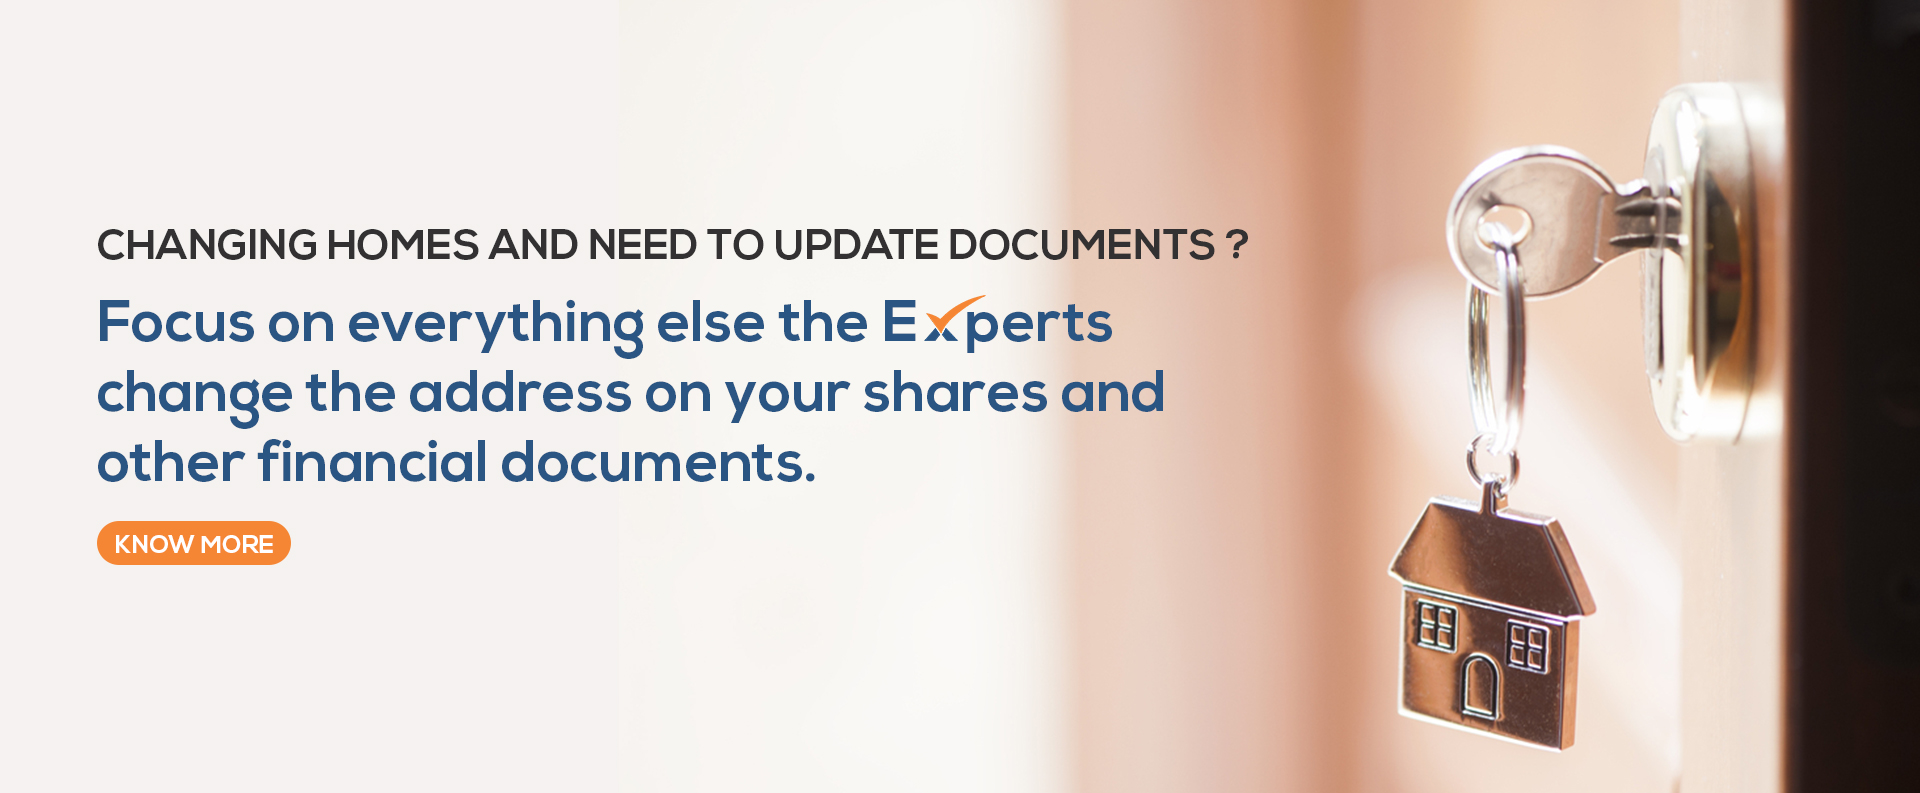 CHANGING HOMES AND NEED TO UPDATE DOCUMENTS ?
Focus on everything else the Experts
change the address on your shares and
other financial documents.
KNOW MORE